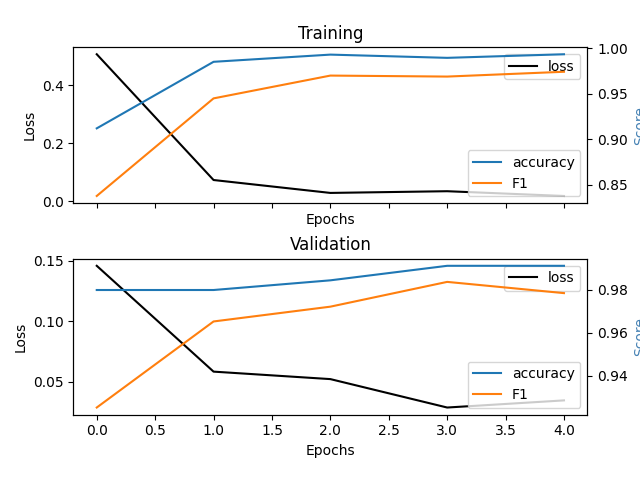 Training
loss
accuracy
F1
Loss
0.4
0.2
0.0
1.00
0.95
0.90
0.85
Score
Epochs
Validation
loss
accuracy
F1
Loss
0.15
0.10
0.05
0.98
0.96
0.94
Score
0.0 0.5 1.0 1.5 2.0 2.5 3.0 3.5 4.0
Epochs